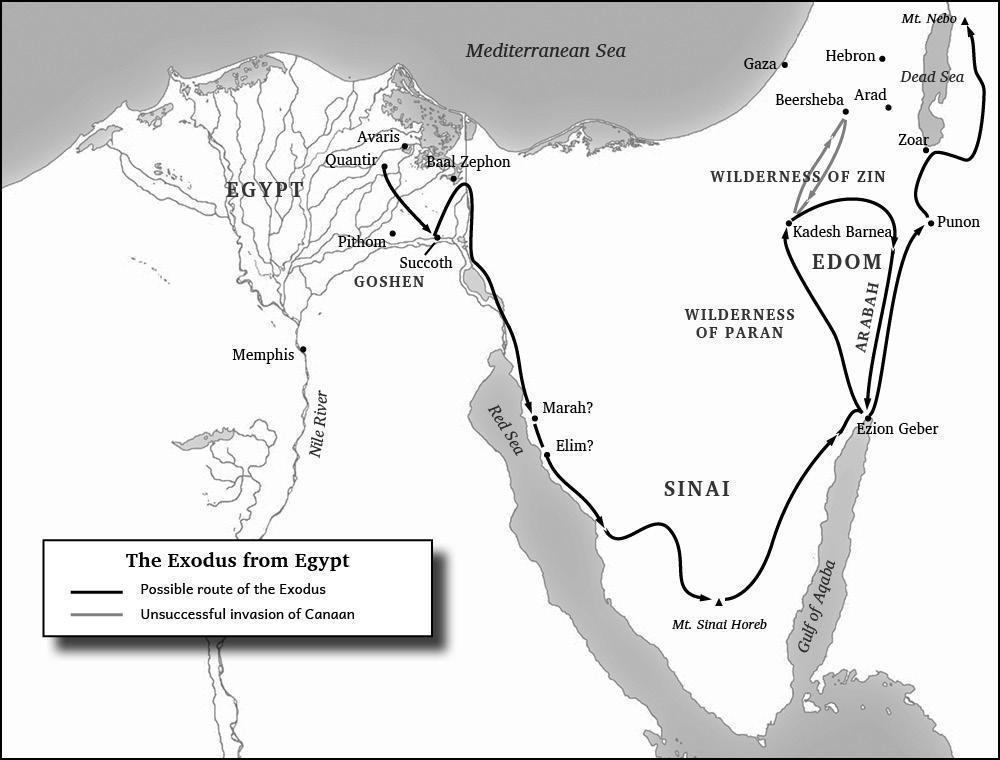 Mt. Nebo
Mediterranean Sea
Hebron
Gaza
Dead Sea
Beersheba
Arad
Avaris
Zoar
Quantir
Baal Zephon
WILDERNESS OF ZIN
EGYPT
Punon
Kadesh Barnea
Pithom
Succoth
EDOM
GOSHEN
WILDERNESS
OF PARAN
ARABAH
Memphis
Nile River
Red Sea
Marah?
Elim?
Ezion Geber
SINAI
The Exodus from Egypt
Possible route of the Exodus
Unsuccessful invasion of Canaan
Gulf of Aqaba
Mt. Sinai Horeb